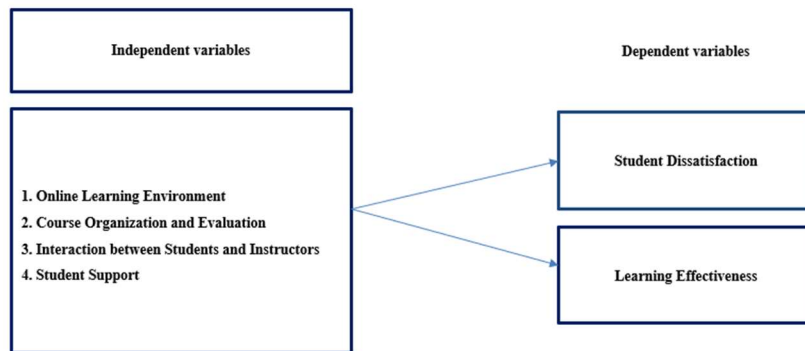 Independent variables
Dependent variables
1. Online Learning Environment
2. Course Organization and Evaluation
3. Interaction between Students and Instructors
4. Student Support
Student Dissatisfaction
Learning Effectiveness